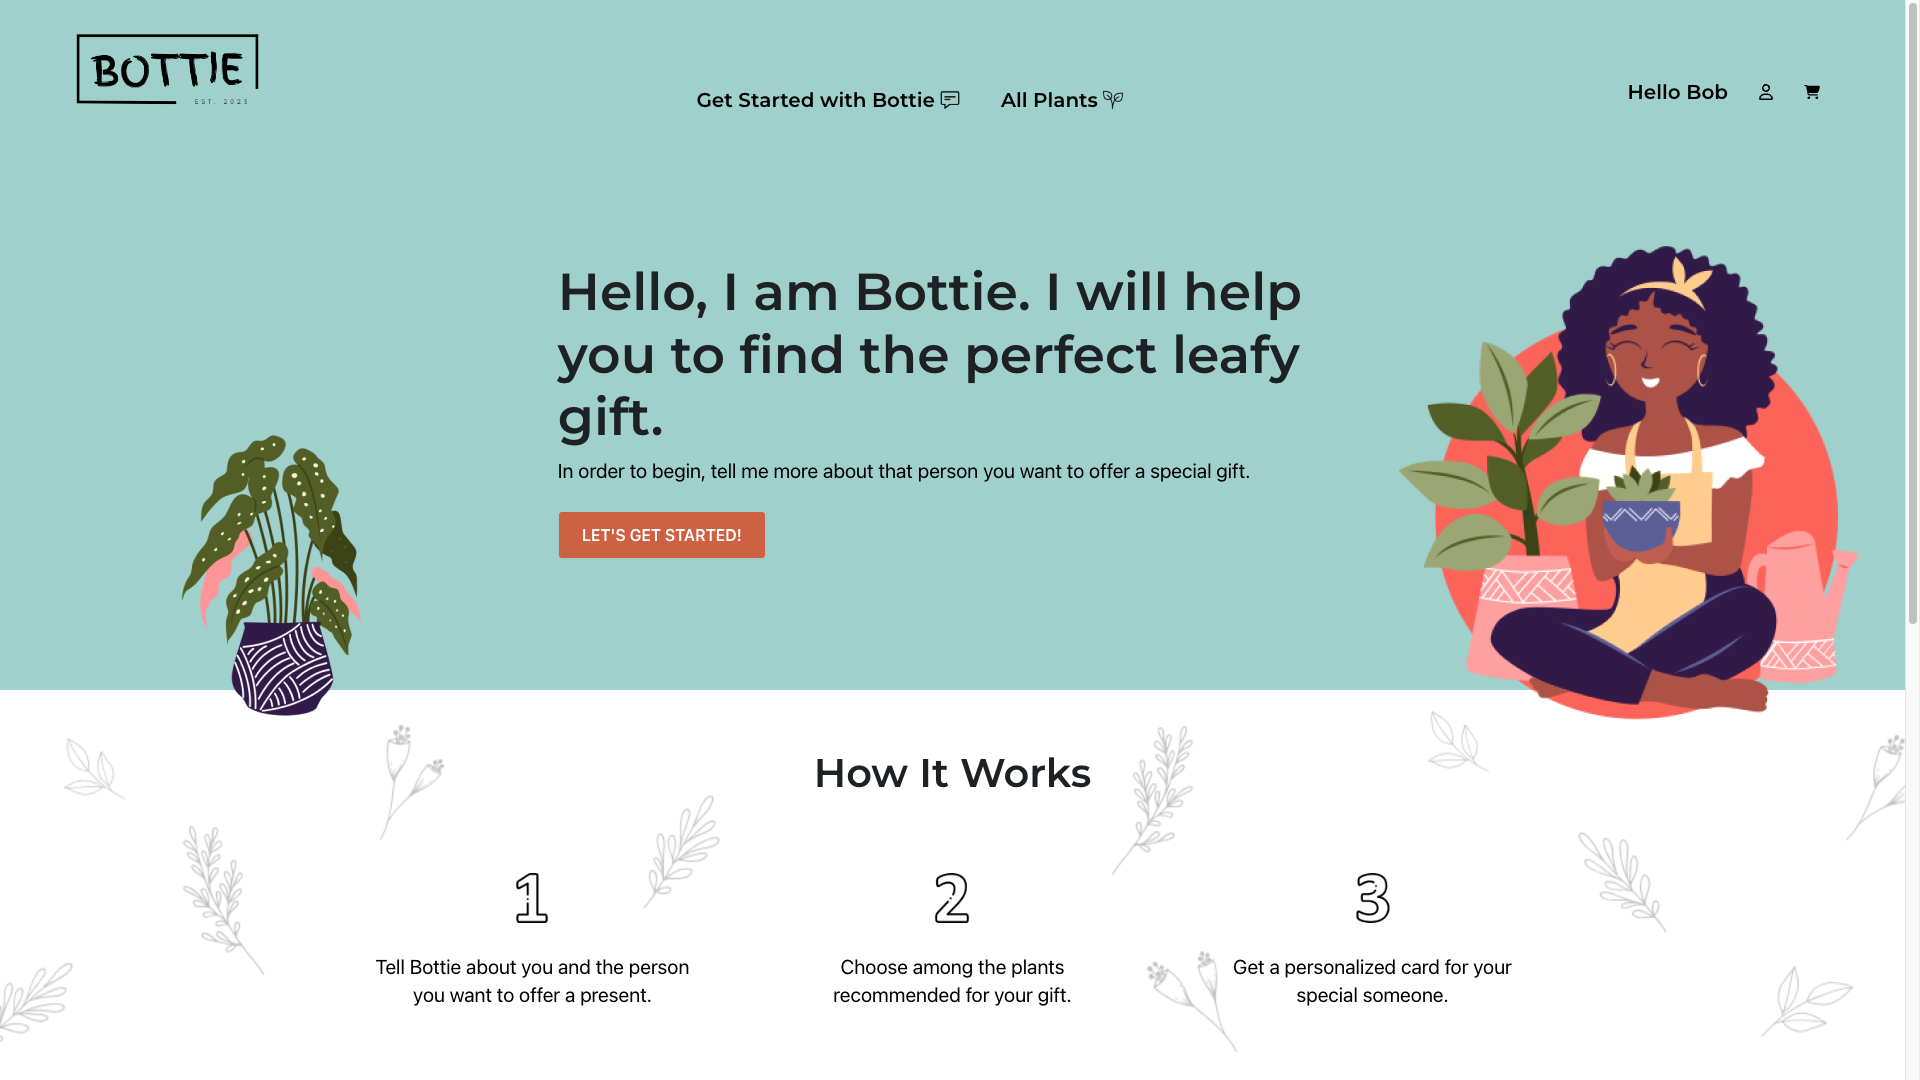 BOTTIE
EST. 2023
Get Started with Bottie
All Plants
Hello Bob
Hello, I am Bottie. I will help
you to find the perfect leafy
gift.
In order to begin, tell me more about that person you want to offer a special gift.
LET'S GET STARTED!
How It Works
1
Tell Bottie about you and the person
you want to offer a present.
2
Choose among the plants
recommended for your gift.
3
Get a personalized card for your
special someone.